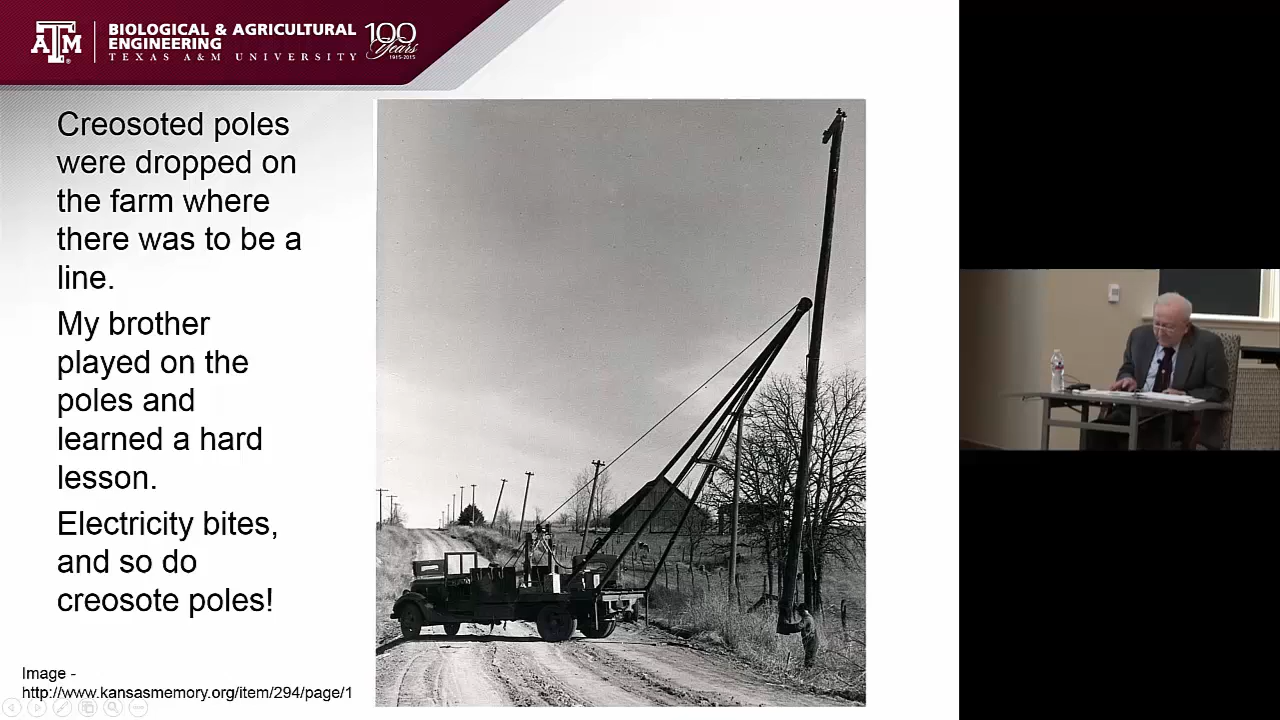 BIOLOGICAL & AGRICULTURAL
ENGINEERING
TEXAS A&M UNIVERSITY
100
Years
1915-2015
ATM
Creosoted poles
were dropped on
the farm where
there was to be a
line.
My brother
played on the
poles and
learned a hard
lesson.
Electricity bites,
and so do
creosote poles!
Image -
http://www.kansasmemory.org/item/294/page/1